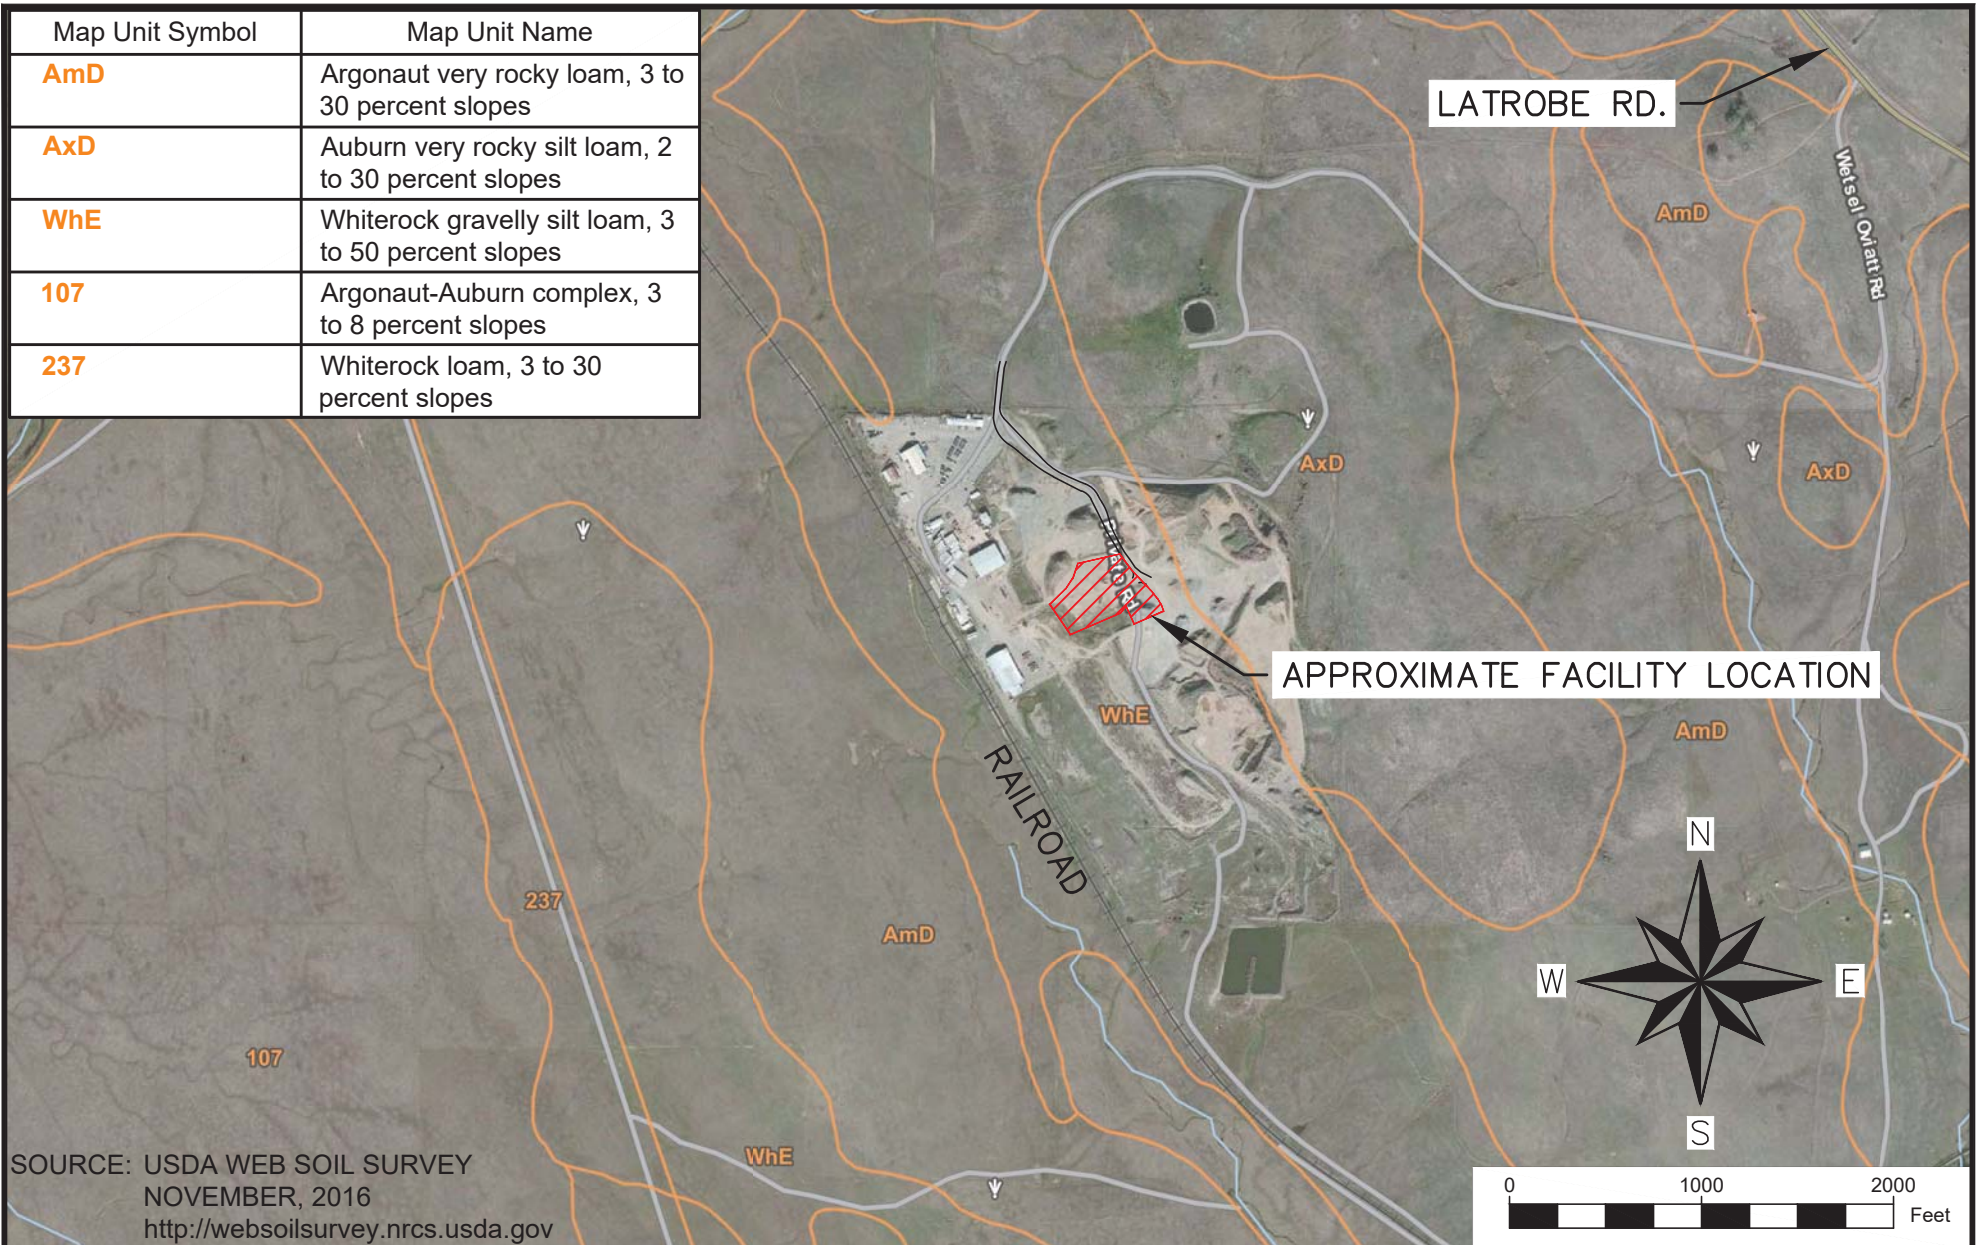 Map Unit Symbol Map Unit Name
AmD Argonaut very rocky loam, 3 to
30 percent slopes
AxD Auburn very rocky silt loam, 2
to 30 percent slopes
WhE Whiterock gravelly silt loam, 3
to 50 percent slopes
107 Argonaut-Auburn complex, 3
to 8 percent slopes
237 Whiterock loam, 3 to 30
percent slopes
LATROBE RD.
Wetsel Oviatt Rd
AmD
AxD
AxD
Private Rd
APPROXIMATE FACILITY LOCATION
WhE
AmD
RAILROAD
N
W
E
S
237
AmD
107
WhE
SOURCE: USDA WEB SOIL SURVEY
NOVEMBER, 2016
http://websoilsurvey.nrcs.usda.gov
0 1000 2000
Feet